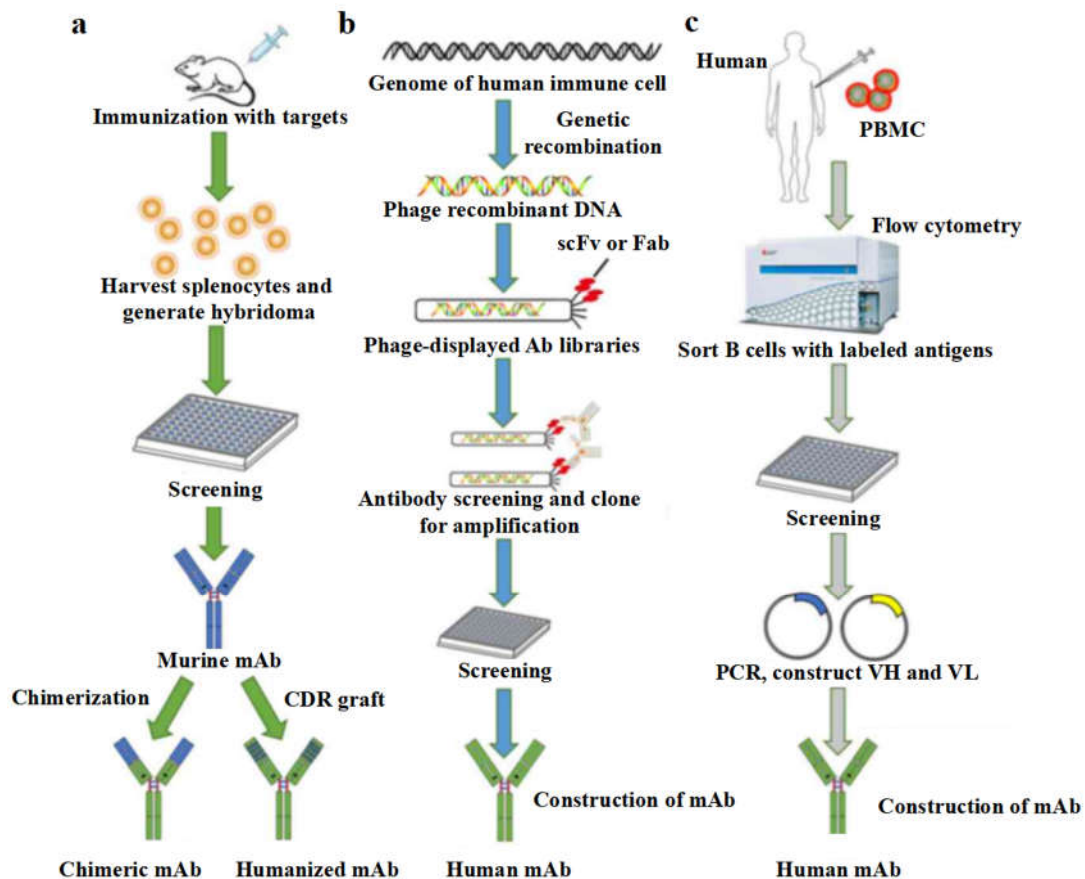 a
Immunization with targets
Harvest splenocytes and
generate hybridoma
Screening
Murine mAb
Chimerization
CDR graft
Chimeric mAb
Humanized mAb
b
Genome of human immune cell
Genetic
recombination
Phage recombinant DNA
scFv or Fab
Phage-displayed Ab libraries
Antibody screening and clone
for amplification
Screening
Construction of mAb
Human mAb
c
Human
PBMC
Flow cytometry
Sort B cells with labeled antigens
Screening
PCR, construct VH and VL
Construction of mAb
Human mAb